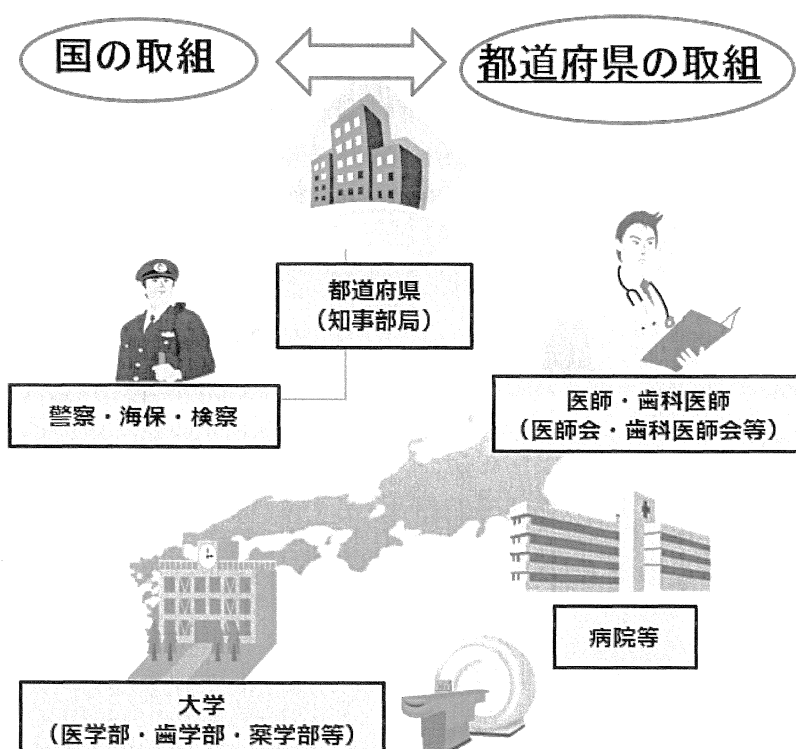 国の取組
都道府県の取組
都道府県
（知事部局）
警察・海保・検察
医師・歯科医師
（医師会・歯科医師会等）
病院等
大学
（医学部・歯学部・薬学部等）